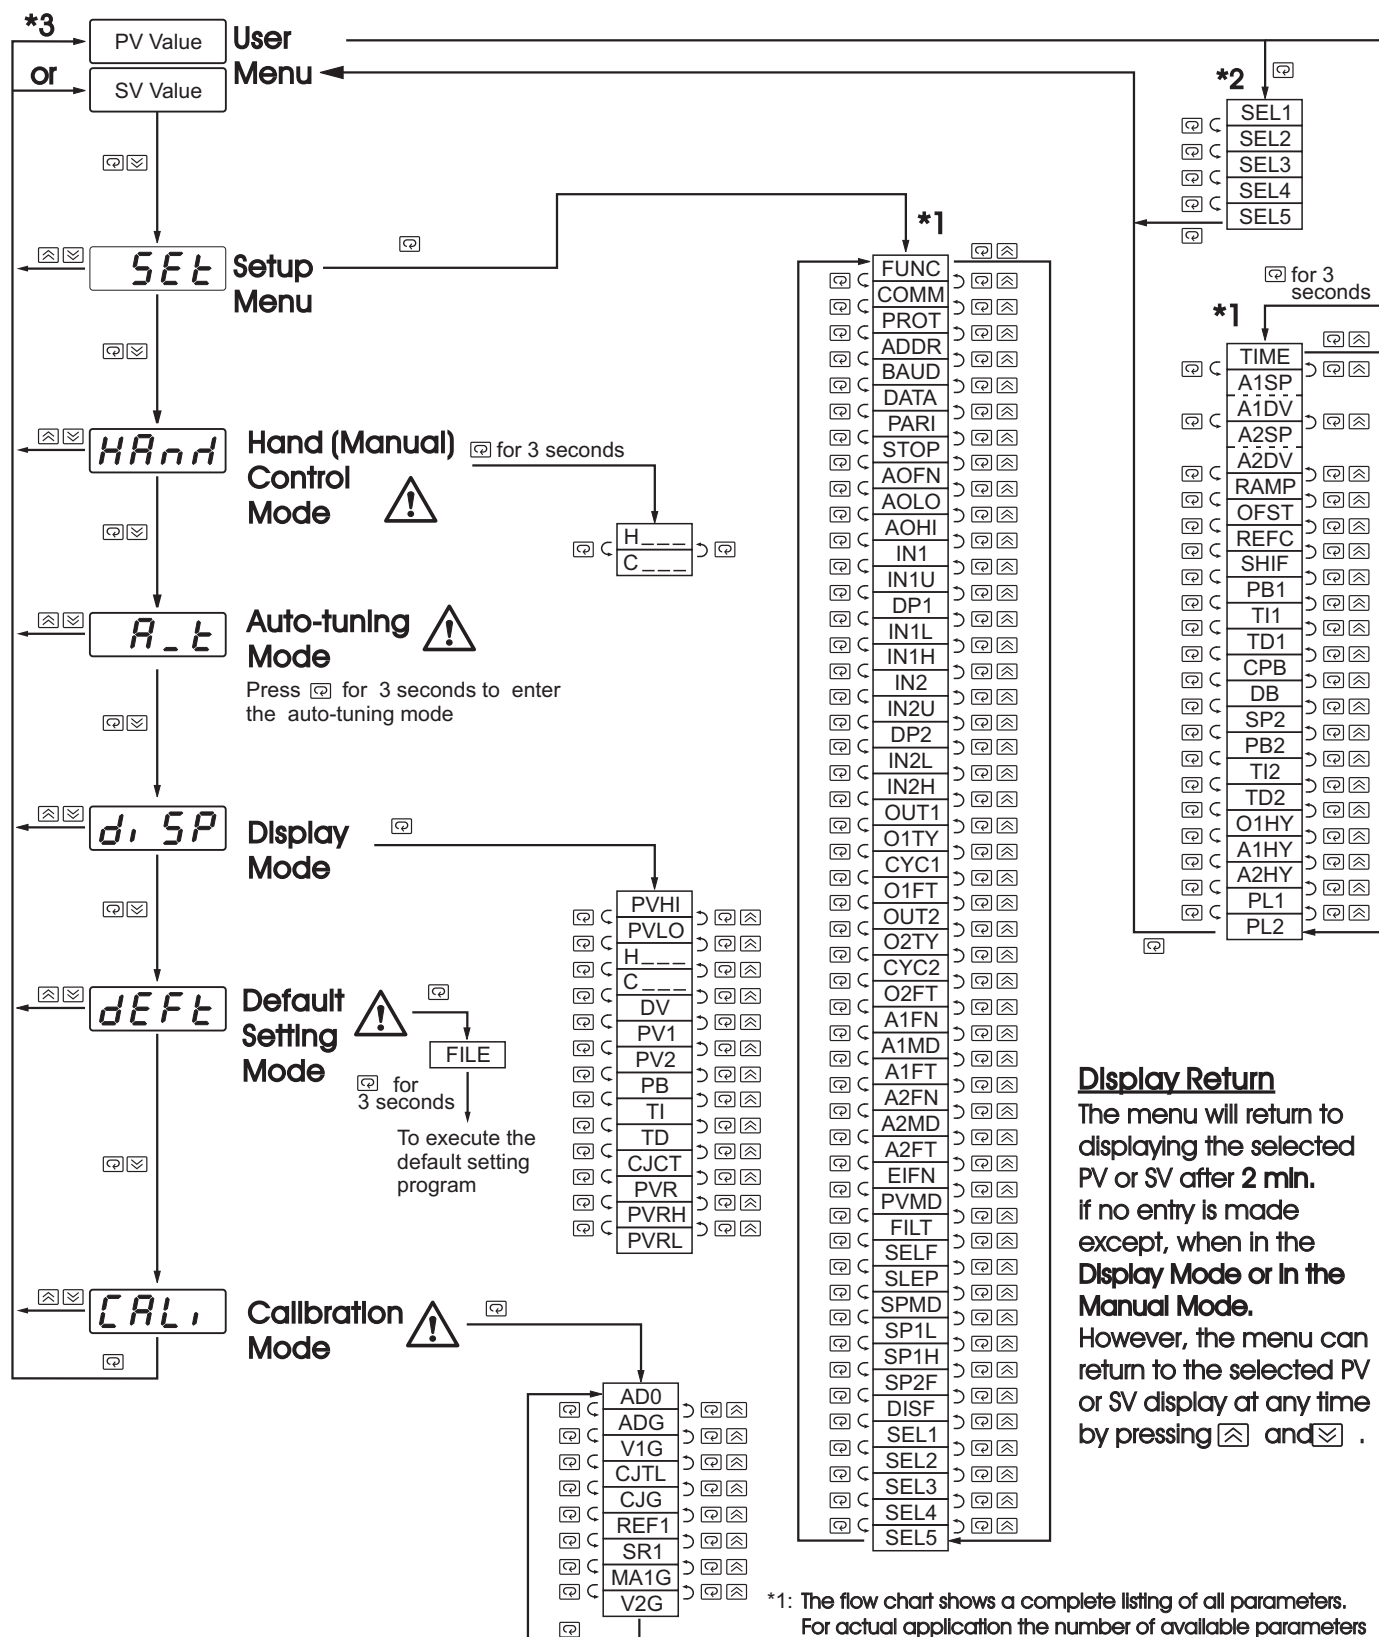 *3
PV Value
or
SV Value
User
Menu
*2
SEL1
SEL2
SEL3
SEL4
SEL5
SEt
Setup
Menu
HAnd
Hand (Manual)
Control
Mode
for 3 seconds
H___
C___
A_t
Auto-tuning
Mode
Press for 3 seconds to enter
the auto-tuning mode
di SP
Display
Mode
PVHI
PVLO
H___
C___
DV
PV1
PV2
PB
TI
TD
CJCT
PVR
PVRH
PVRL
dEFt
Default
Setting
Mode
FILE
for
3 seconds
To execute the
default setting
program
CALi
Calibration
Mode
AD0
ADG
V1G
CJTL
CJG
REF1
SR1
MA1G
V2G
*1
FUNC
COMM
PROT
ADDR
BAUD
DATA
PARI
STOP
AOFN
AOLO
AOHI
IN1
IN1U
DP1
IN1L
IN1H
IN2
IN2U
DP2
IN2L
IN2H
OUT1
O1TY
CYC1
O1FT
OUT2
O2TY
CYC2
O2FT
A1FN
A1MD
A1FT
A2FN
A2MD
A2FT
EIFN
PVMD
FILT
SELF
SLEP
SPMD
SP1L
SP1H
SP2F
DISF
SEL1
SEL2
SEL3
SEL4
SEL5
for 3
seconds
*1
TIME
A1SP
A1DV
A2SP
A2DV
RAMP
OFST
REFC
SHIF
PB1
TI1
TD1
CPB
DB
SP2
PB2
TI2
TD2
O1HY
A1HY
A2HY
PL1
PL2
Display Return
The menu will return to
displaying the selected
PV or SV after 2 min.
if no entry is made
except, when in the
Display Mode or in the
Manual Mode.
However, the menu can
return to the selected PV
or SV display at any time
by pressing and .
*1: The flow chart shows a complete listing of all parameters.
For actual application the number of available parameters